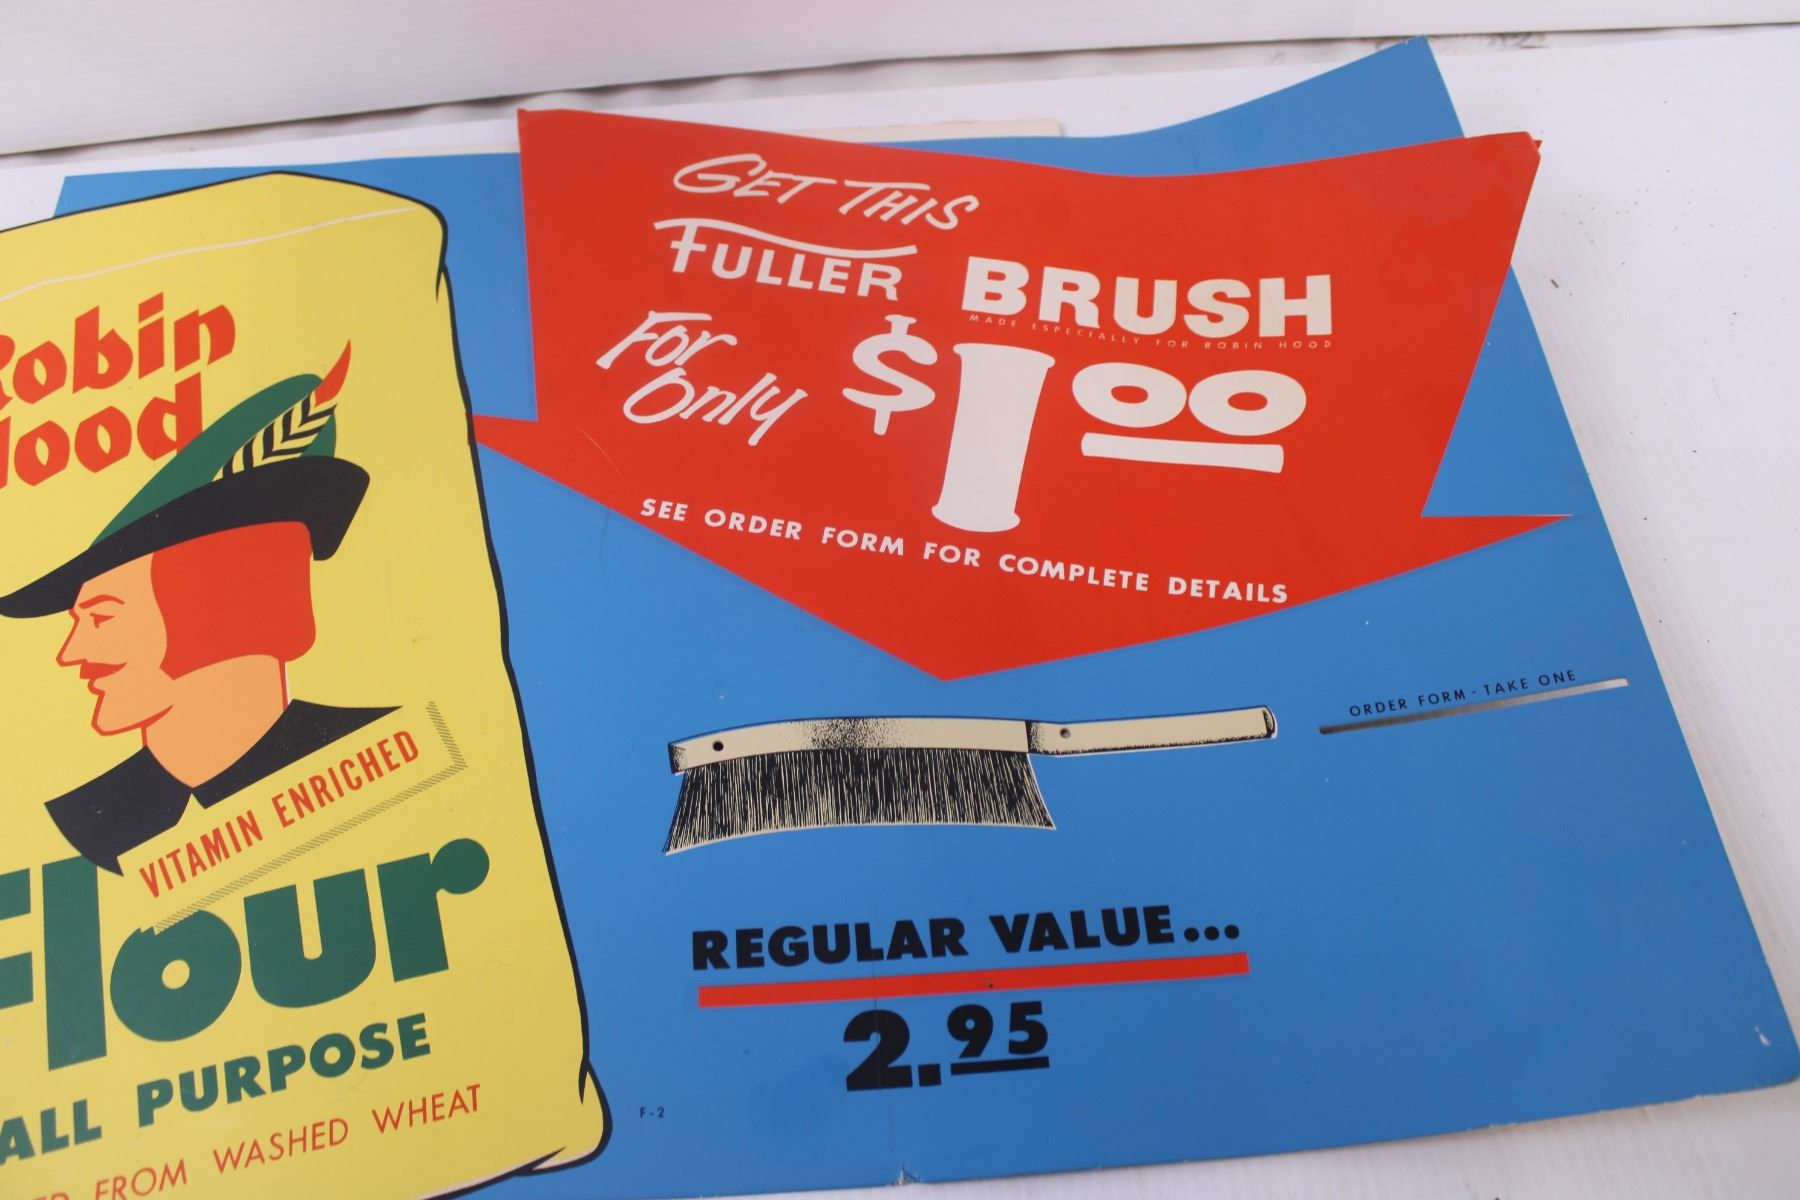 Robin
Hood
VITAMIN ENRICHED
Flour
ALL PURPOSE
FROM WASHED WHEAT
GET THIS
FULLER BRUSH
MADE ESPECIALLY FOR ROBIN HOOD
For Only $1.00
SEE ORDER FORM FOR COMPLETE DETAILS
ORDER FORM - TAKE ONE
REGULAR VALUE...
2.95
F-2